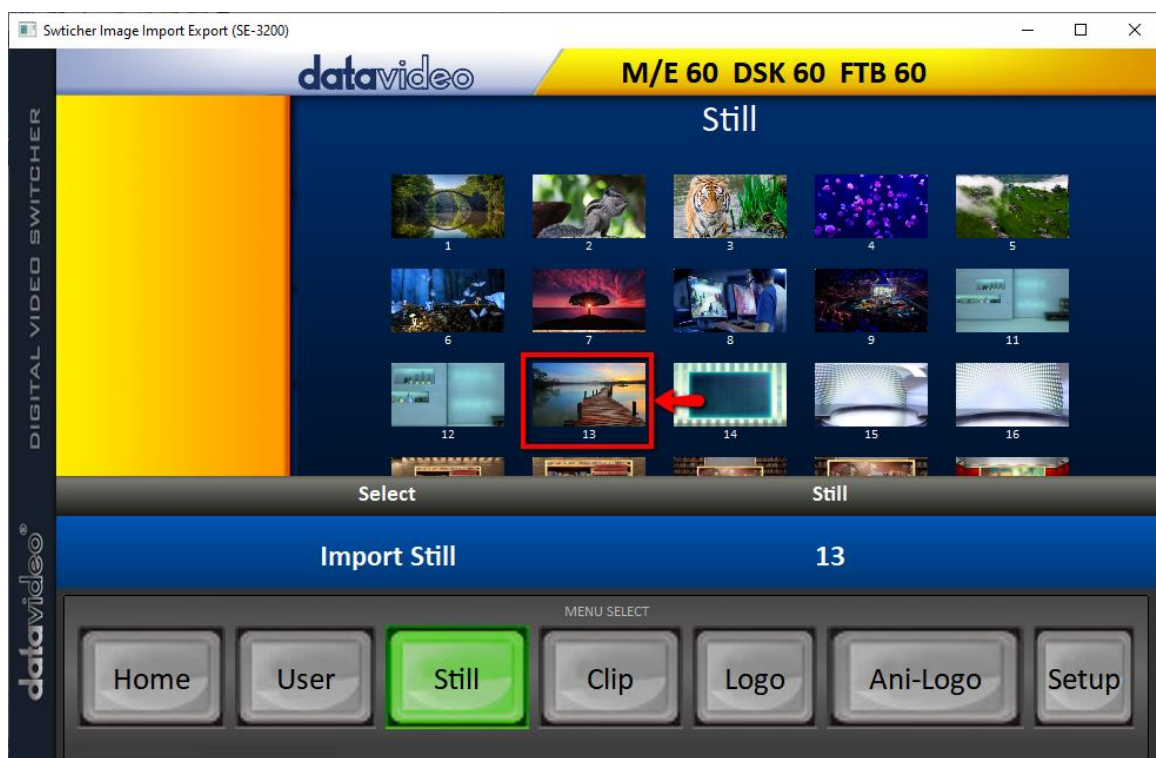 Swticher Image Import Export (SE-3200)
datavideo
M/E 60 DSK 60 FTB 60
Still
1 2 3 4 5
6 7 8 9 11
12 13 14 15 16
Select Still
Import Still 13
MENU SELECT
Home User Still Clip Logo Ani-Logo Setup
DIGITAL VIDEO SWITCHER
datavideo®